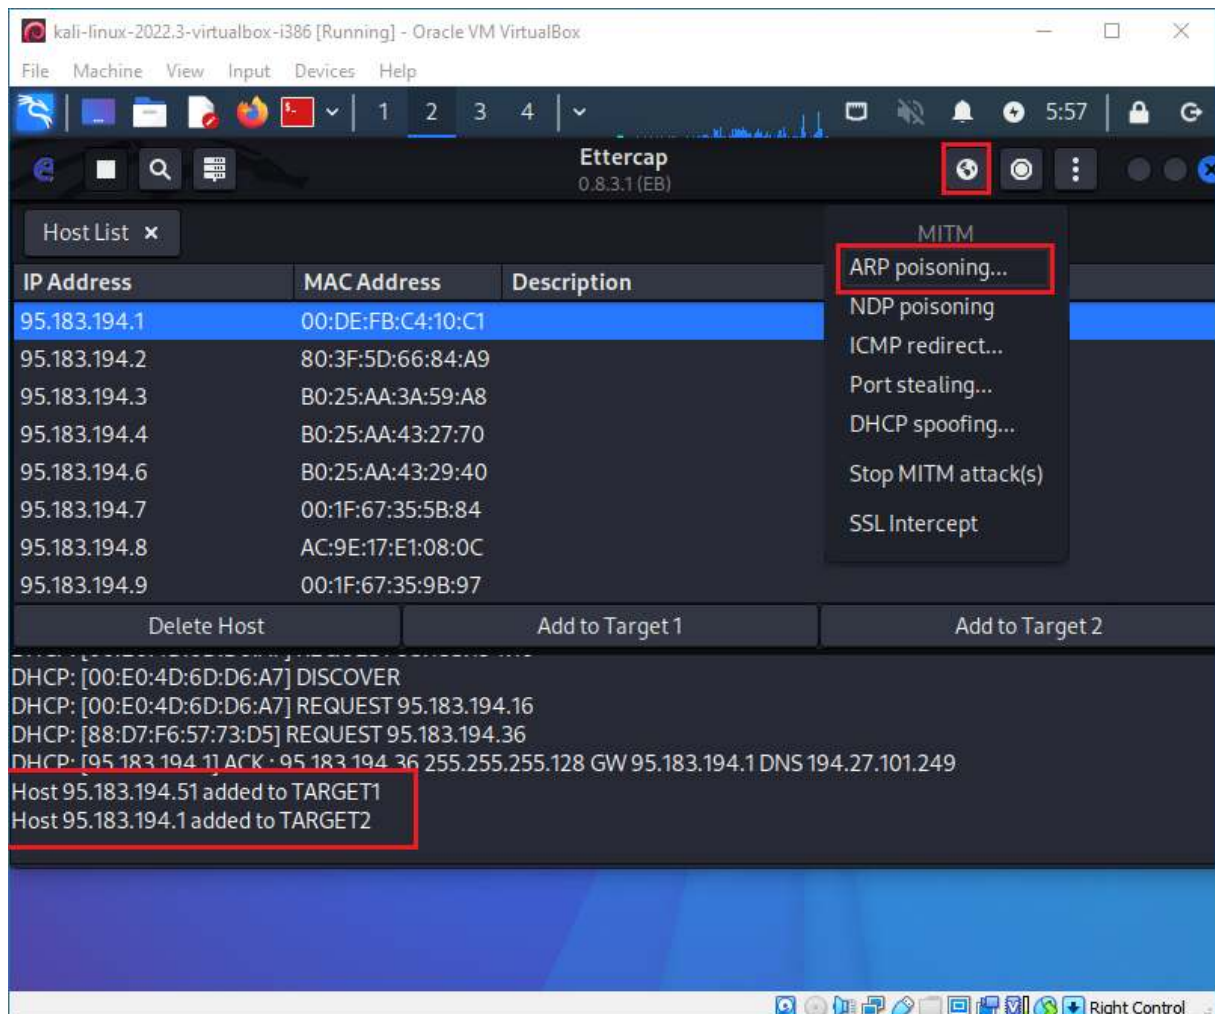 kali-linux-2022.3-virtualbox-i386 [Running] - Oracle VM VirtualBox
File Machine View Input Devices Help
1 2 3 4 5:57
Ettercap
0.8.3.1 (EB)
Host List
MITM
ARP poisoning...
NDP poisoning
ICMP redirect...
Port stealing...
DHCP spoofing...
Stop MITM attack(s)
SSL Intercept
IP Address MAC Address Description
95.183.194.1 00:DE:FB:C4:10:C1
95.183.194.2 80:3F:5D:66:84:A9
95.183.194.3 B0:25:AA:3A:59:A8
95.183.194.4 B0:25:AA:43:27:70
95.183.194.6 B0:25:AA:43:29:40
95.183.194.7 00:1F:67:35:5B:84
95.183.194.8 AC:9E:17:E1:08:0C
95.183.194.9 00:1F:67:35:9B:97
Delete Host Add to Target 1 Add to Target 2
DHCP: [00:E0:4D:6D:D6:A7] DISCOVER
DHCP: [00:E0:4D:6D:D6:A7] REQUEST 95.183.194.16
DHCP: [88:D7:F6:57:73:D5] REQUEST 95.183.194.36
DHCP: [95.183.194.1] ACK : 95.183.194.36 255.255.255.128 GW 95.183.194.1 DNS 194.27.101.249
Host 95.183.194.51 added to TARGET1
Host 95.183.194.1 added to TARGET2
Right Control